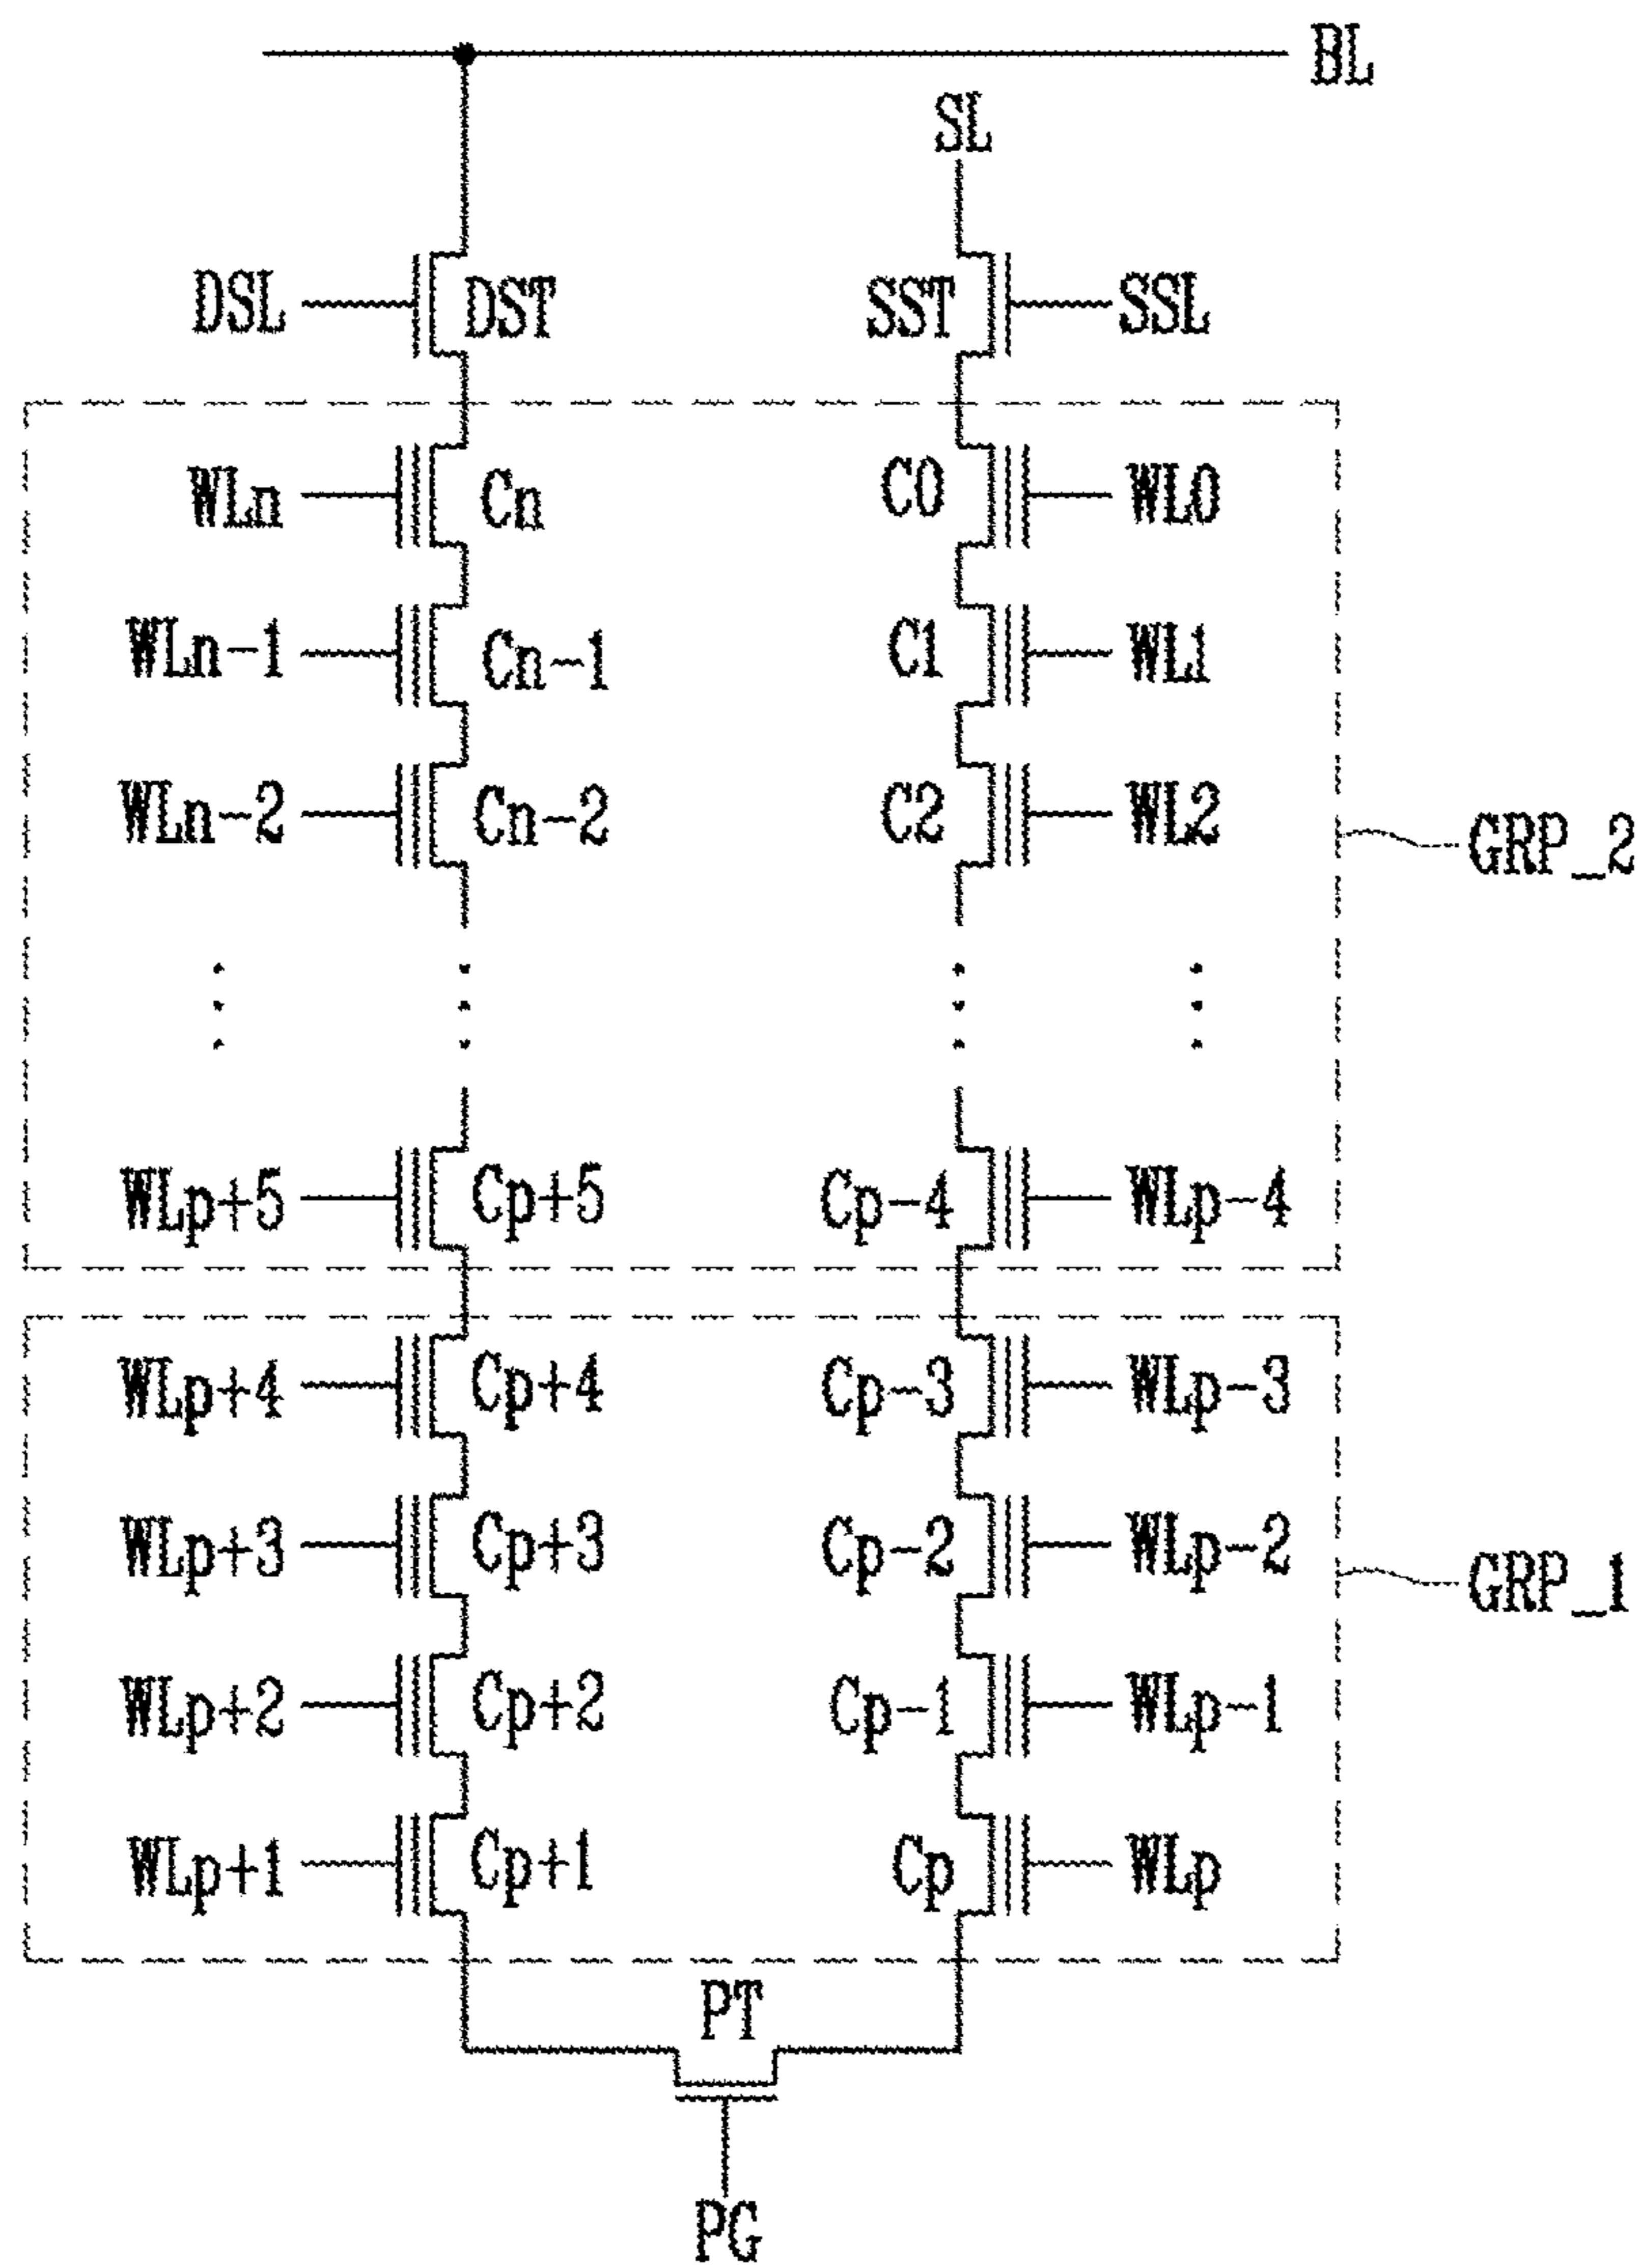 BL
SL
DSL DST SST SSL
WLn Cn C0 WL0
WLn-1 Cn-1 C1 WL1
WLn-2 Cn-2 C2 WL2
GRP_2
WLp+5 Cp+5 Cp-4 WLp-4
WLp+4 Cp+4 Cp-3 WLp-3
WLp+3 Cp+3 Cp-2 WLp-2
GRP_1
WLp+2 Cp+2 Cp-1 WLp-1
WLp+1 Cp+1 Cp WLp
PT
PG